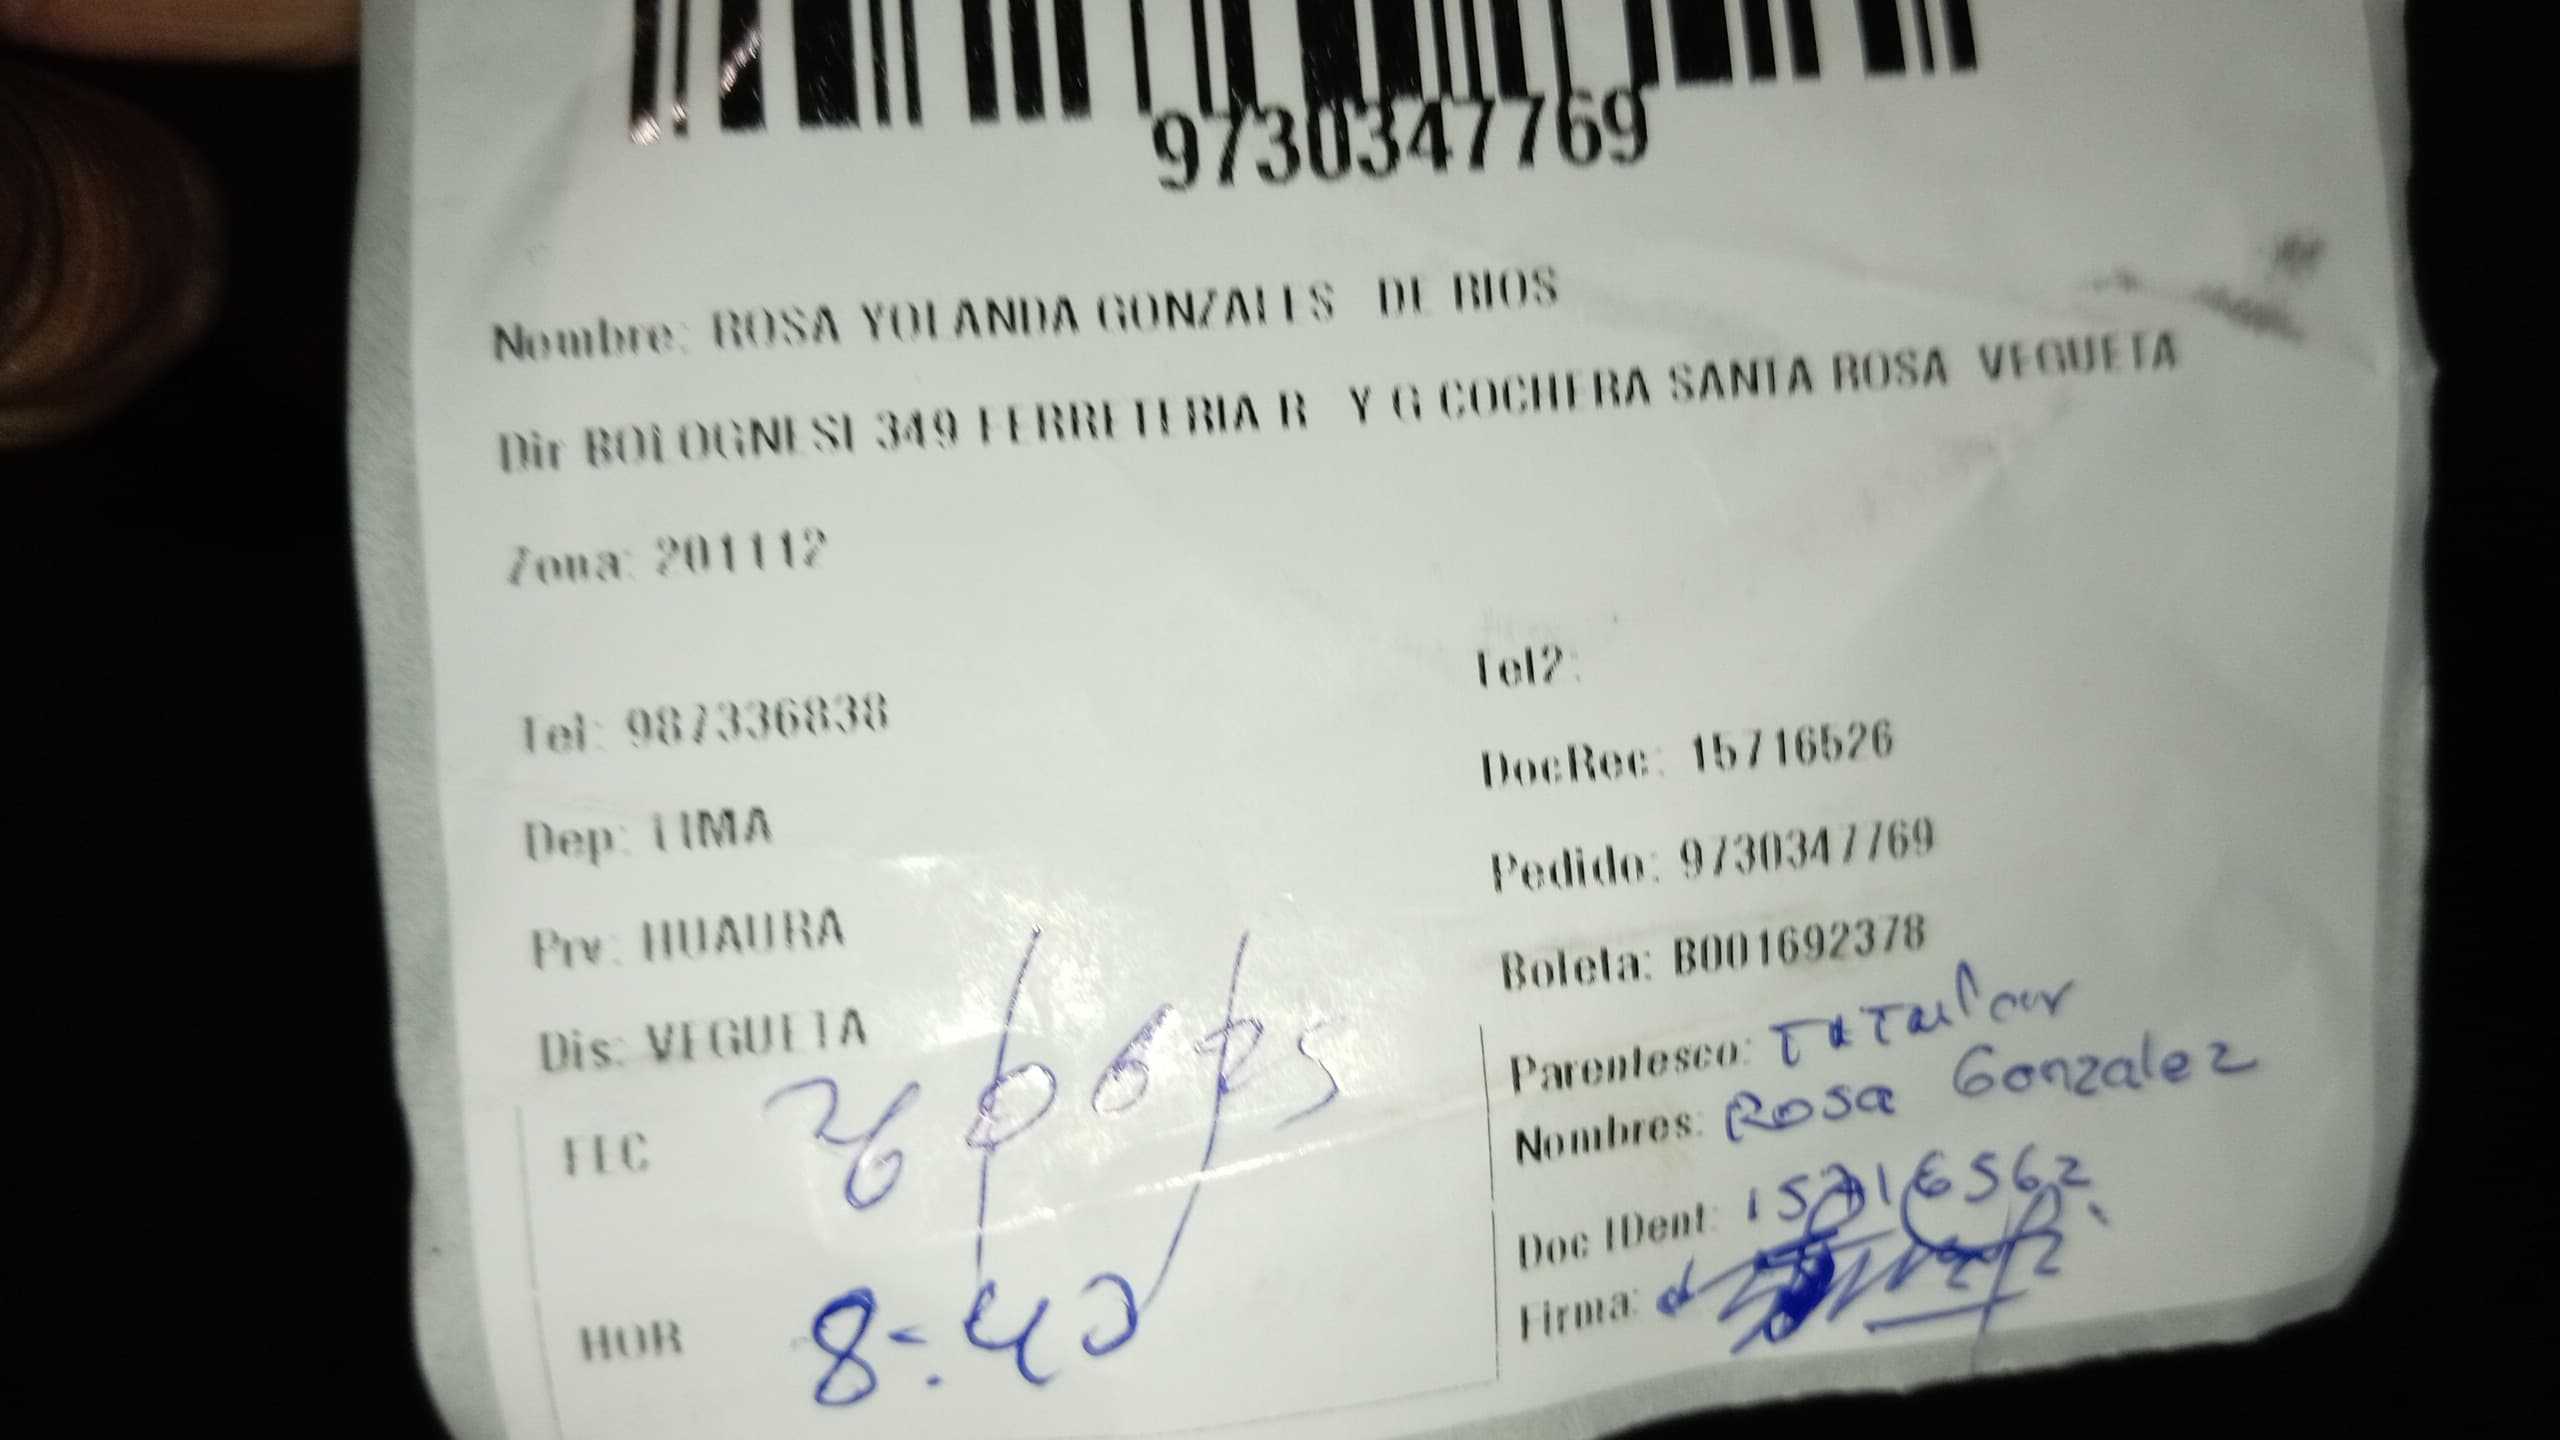 9730347769
Nombre: ROSA YOLANDA GONZALES DE RIOS
Dir BOLOGNESI 349 FERRETERIA R Y G COCHERA SANTA ROSA VEGUETA
Zona: 201112
Tel: 987336838
Tel2:
Dep: LIMA
DocRec: 15716526
Prv: HUAURA
Pedido: 9730347769
Dis: VEGUETA
Boleta: B001692378
Parentesco:
Nombres: Rosa Gonzalez
FEC 26
Doc IDent: 15716562
HOR 8:40
Firma: